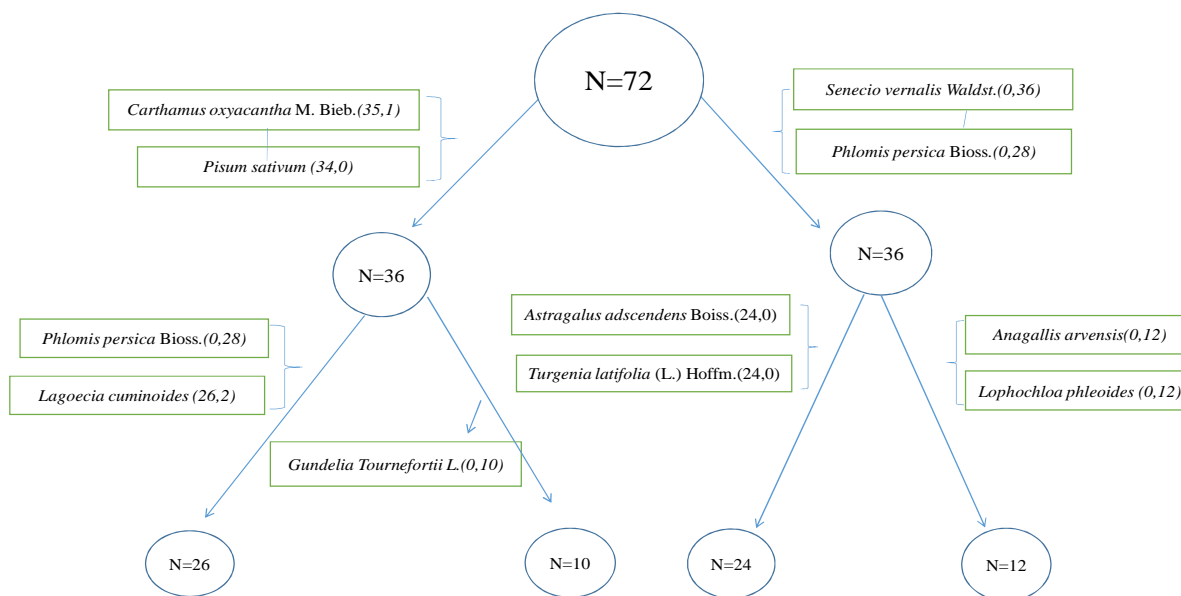 N=72
Carthamus oxyacantha M. Bieb.(35,1)
Pisum sativum (34,0)
Senecio vernalis Waldst.(0,36)
Phlomis persica Bioss.(0,28)
N=36
N=36
Phlomis persica Bioss.(0,28)
Lagoecia cuminoides (26,2)
Gundelia Tournefortii L.(0,10)
Astragalus adscendens Boiss.(24,0)
Turgenia latifolia (L.) Hoffm.(24,0)
Anagallis arvensis(0,12)
Lophochloa phleoides (0,12)
N=26
N=10
N=24
N=12